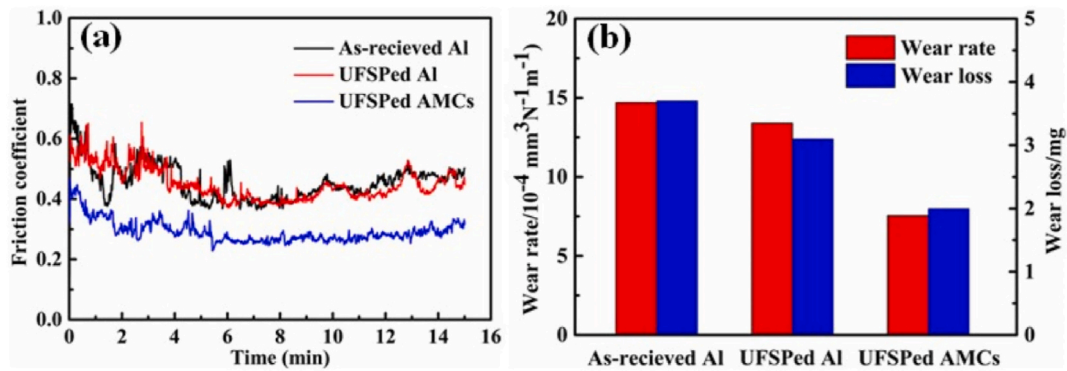 (a)
As-recieved Al
UFSPed Al
UFSPed AMCs
Friction coefficient
1.0
0.8
0.6
0.4
0.2
0.0
0 2 4 6 8 10 12 14 16
Time (min)
(b)
Wear rate
Wear loss
Wear rate/10⁻⁴ mm³N⁻¹m⁻¹)
20
15
10
5
0
5
4
3
2
1
0
Wear loss/mg
As-recieved Al UFSPed Al UFSPed AMCs